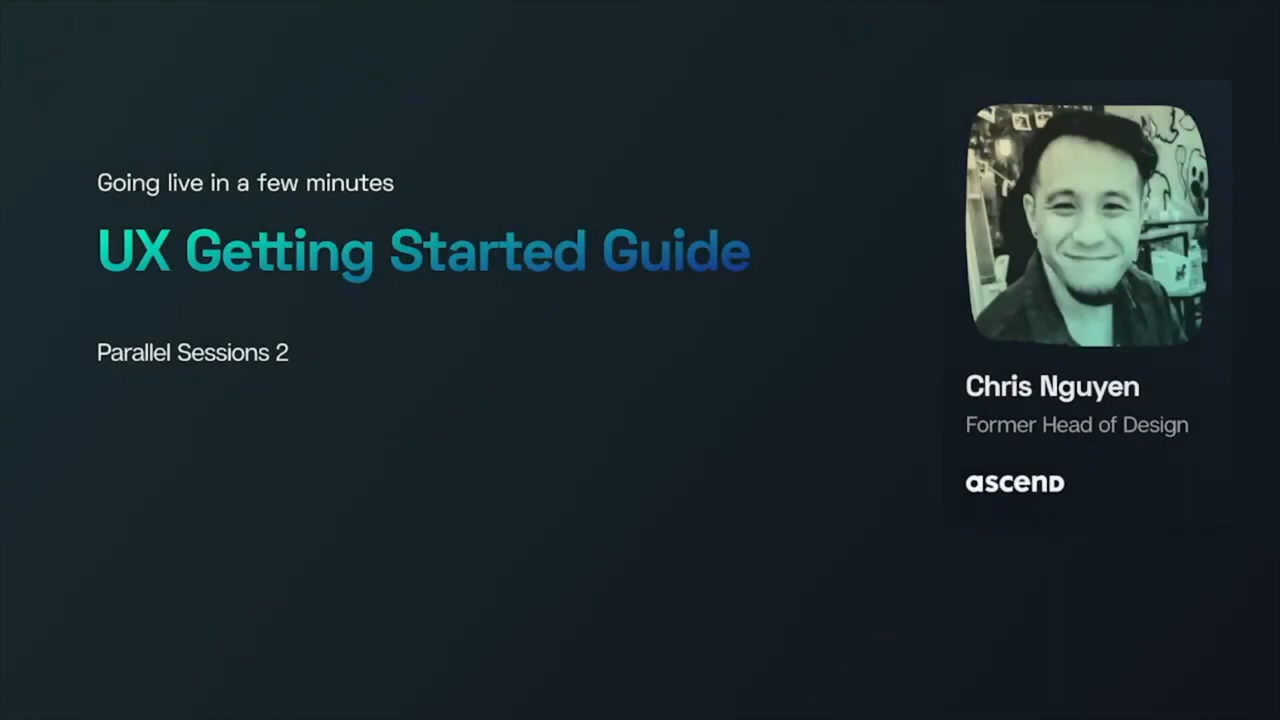 Going live in a few minutes
UX Getting Started Guide
Parallel Sessions 2
Chris Nguyen
Former Head of Design
ascend